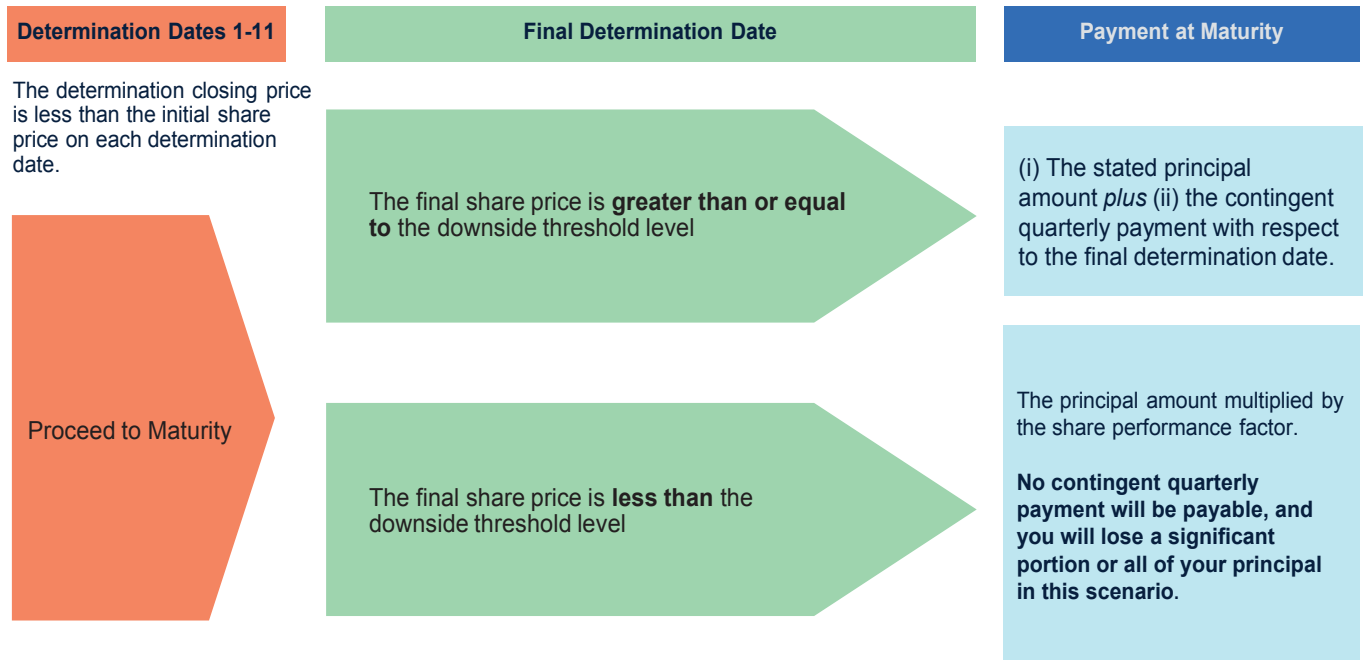 Determination Dates 1-11
Final Determination Date
Payment at Maturity
The determination closing price
is less than the initial share
price on each determination
date.
Proceed to Maturity
The final share price is greater than or equal
to the downside threshold level
(i) The stated principal
amount plus (ii) the contingent
quarterly payment with respect
to the final determination date.
The final share price is less than the
downside threshold level
The principal amount multiplied by
the share performance factor.
No contingent quarterly
payment will be payable, and
you will lose a significant
portion or all of your principal
in this scenario.